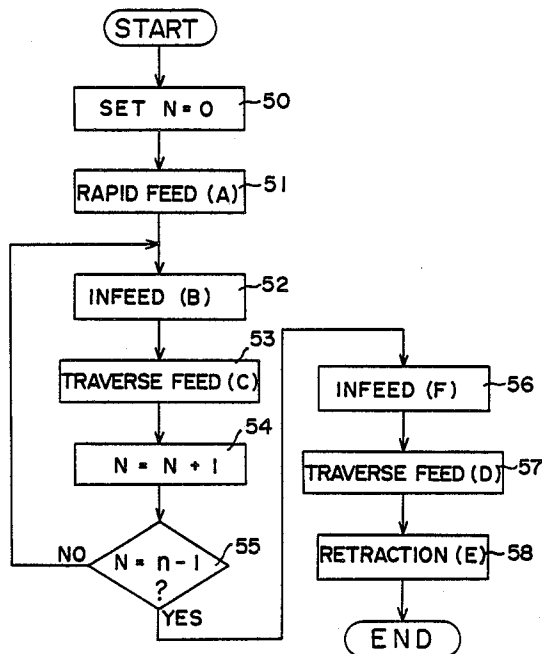 START
SET N = 0
50
RAPID FEED (A)
51
INFEED (B)
52
53
TRAVERSE FEED (C)
54
N = N + 1
N = n - 1
?
55
NO
YES
INFEED (F)
56
TRAVERSE FEED (D)
57
RETRACTION (E)
58
END